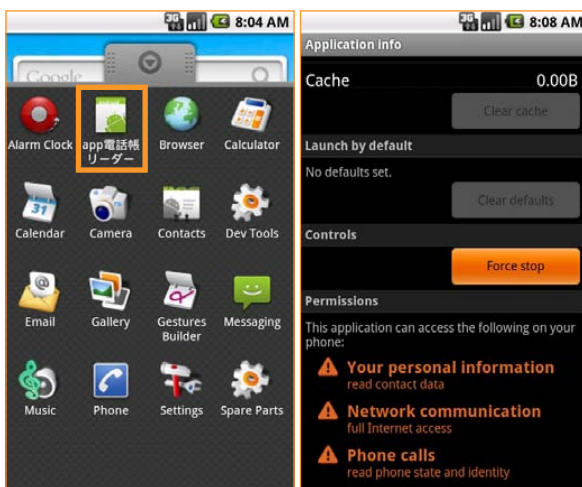 3G
8:04 AM
Google
Alarm Clock
app電話帳
リーダー
Browser
Calculator
31
Calendar
Camera
Contacts
Dev Tools
Email
Gallery
Gestures
Builder
Messaging
Music
Phone
Settings
Spare Parts
3G
8:08 AM
Application info
Cache
0.00B
Clear cache
Launch by default
No defaults set.
Clear defaults
Controls
Force stop
Permissions
This application can access the following on your
phone:
Your personal information
read contact data
Network communication
full Internet access
Phone calls
read phone state and identity